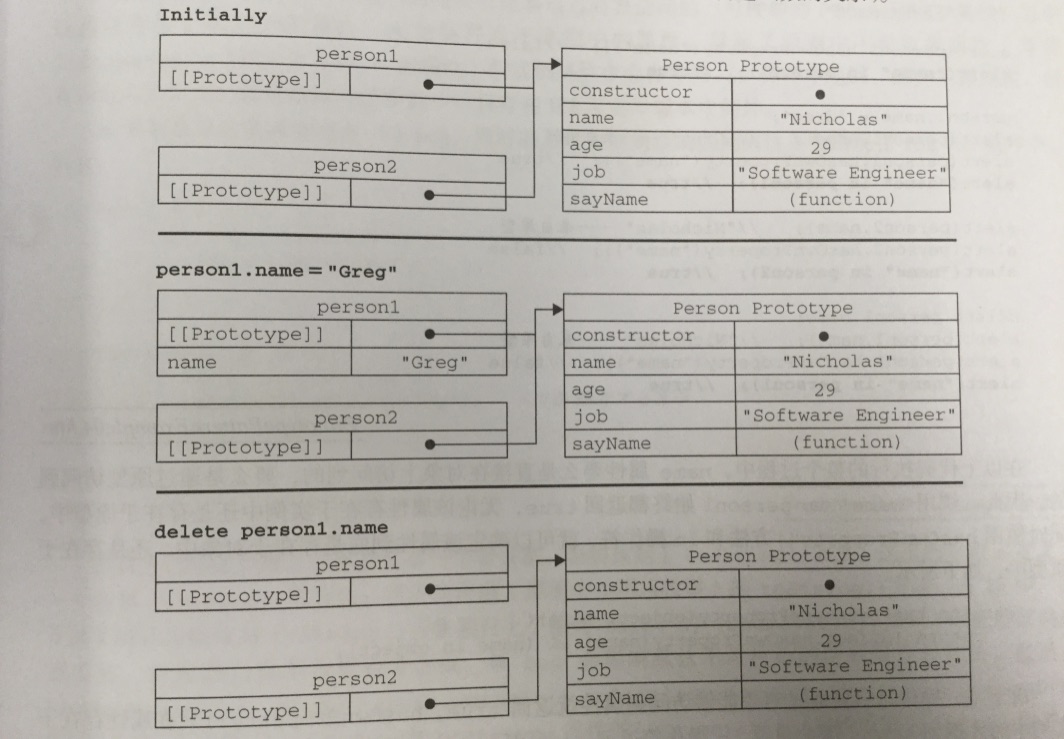 Initially
person1
[[Prototype]]
Person Prototype
constructor
name "Nicholas"
age 29
job "Software Engineer"
sayName (function)
person2
[[Prototype]]
person1.name = "Greg"
person1
[[Prototype]]
name "Greg"
Person Prototype
constructor
name "Nicholas"
age 29
job "Software Engineer"
sayName (function)
person2
[[Prototype]]
delete person1.name
person1
[[Prototype]]
Person Prototype
constructor
name "Nicholas"
age 29
job "Software Engineer"
sayName (function)
person2
[[Prototype]]